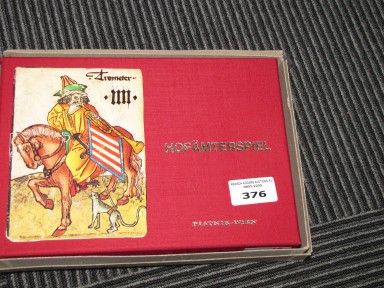 Trometer
·IIII·
HOFÄMTERSPIEL
376
PIATNIK·WIEN